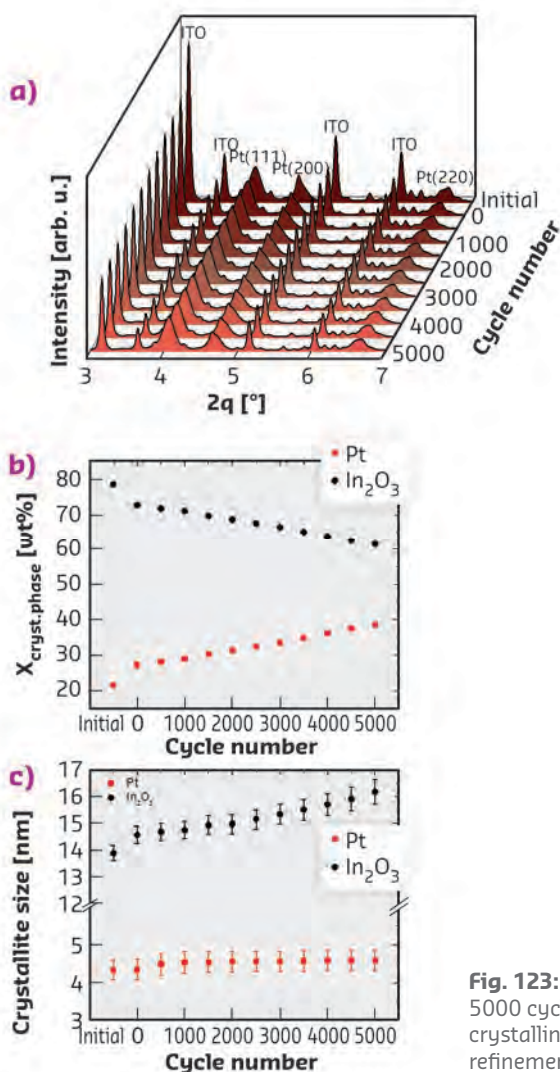 a)
ITO
ITO
Pt(111)
Pt(200)
ITO
ITO
Pt(220)
Intensity [arb. u.]
Initial
0
1000
2000
3000
4000
5000
Cycle number
3 4 5 6 7
2q [°]
b)
Pt
In₂O₃
Xcryst.phase [wt%]
80
70
60
50
40
30
20
Initial 0 1000 2000 3000 4000 5000
Cycle number
c)
Pt
In₂O₃
Pt
In₂O₃
Crystallite size [nm]
17
16
15
14
13
12
5
4
3
Initial 0 1000 2000 3000 4000 5000
Cycle number
Fig. 123:
5000 cyc
crystallin
refinemen